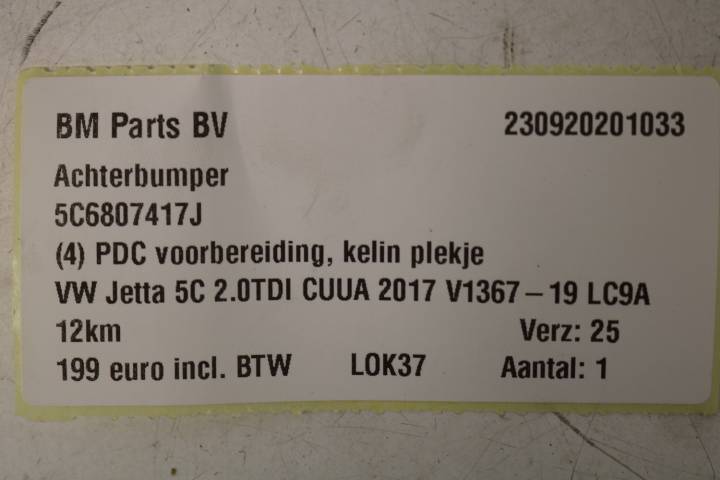 BM Parts BV 230920201033
Achterbumper
5C6807417J
(4) PDC voorbereiding, kelin plekje
VW Jetta 5C 2.0TDI CUUA 2017 V1367-19 LC9A
12km Verz: 25
199 euro incl. BTW LOK37 Aantal: 1